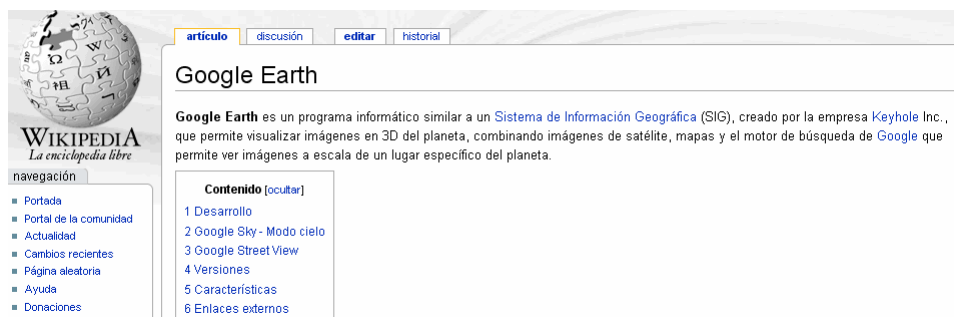 artículo discusión editar historial
Google Earth
Google Earth es un programa informático similar a un Sistema de Información Geográfica (SIG), creado por la empresa Keyhole Inc.,
que permite visualizar imágenes en 3D del planeta, combinando imágenes de satélite, mapas y el motor de búsqueda de Google que
permite ver imágenes a escala de un lugar específico del planeta.
Contenido [ocultar]
1 Desarrollo
2 Google Sky - Modo cielo
3 Google Street View
4 Versiones
5 Características
6 Enlaces externos
Ω W И 祖
WIKIPEDIA
La enciclopedia libre
navegación
Portada
Portal de la comunidad
Actualidad
Cambios recientes
Página aleatoria
Ayuda
Donaciones